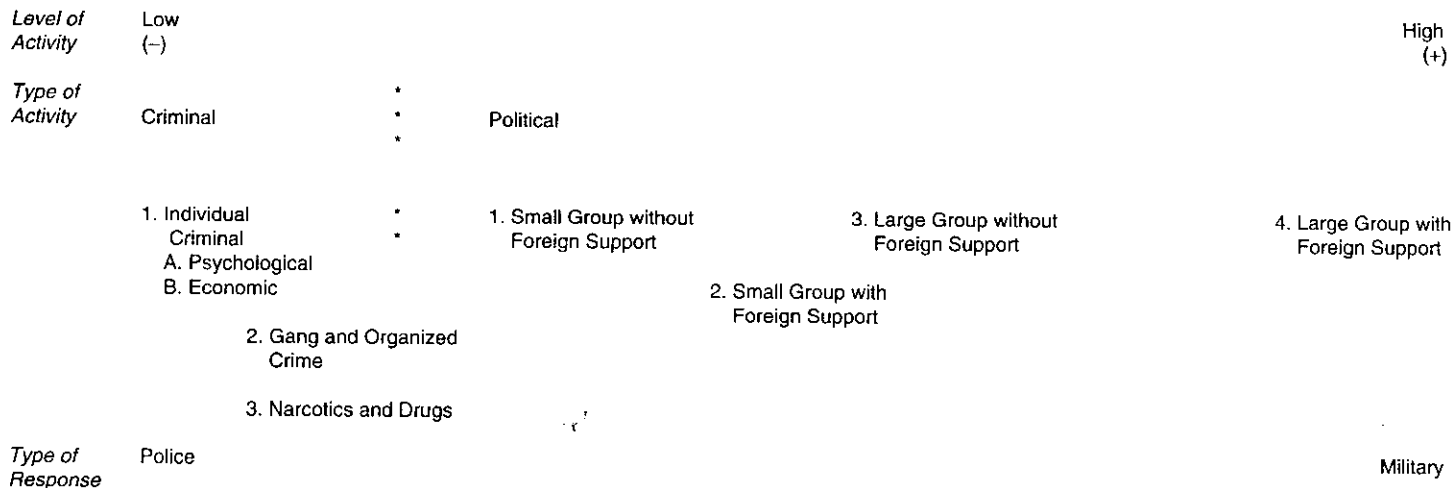 Level of Activity Low (–) High (+)
Type of Activity Criminal * * * Political
1. Individual Criminal * *
A. Psychological
B. Economic
2. Gang and Organized Crime
3. Narcotics and Drugs
1. Small Group without Foreign Support
2. Small Group with Foreign Support
3. Large Group without Foreign Support
4. Large Group with Foreign Support
Type of Response Police Military